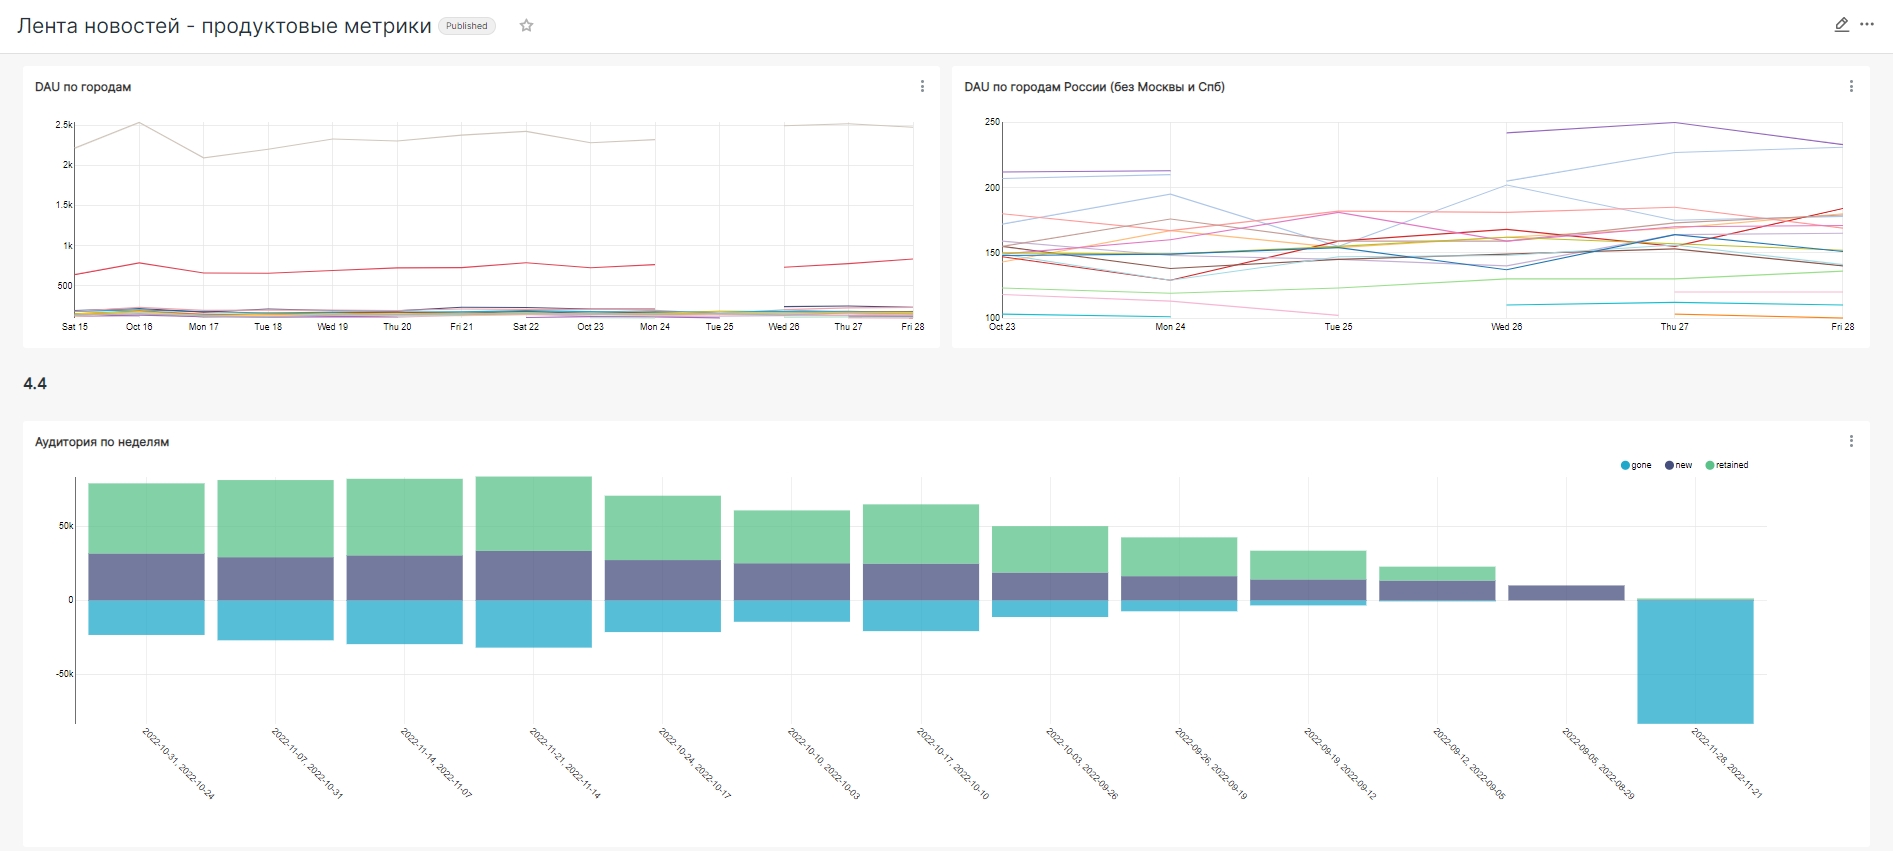 Лента новостей - продуктовые метрики Published
DAU по городам
2.5k
2k
1.5k
1k
500
Sat 15 Oct 16 Mon 17 Tue 18 Wed 19 Thu 20 Fri 21 Sat 22 Oct 23 Mon 24 Tue 25 Wed 26 Thu 27 Fri 28
DAU по городам России (без Москвы и Спб)
250
200
150
100
Oct 23 Mon 24 Tue 25 Wed 26 Thu 27 Fri 28
4.4
Аудитория по неделям
gone new retained
50k
0
-50k
2022-10-31, 2022-10-24
2022-11-07, 2022-10-31
2022-11-14, 2022-11-07
2022-11-21, 2022-11-14
2022-10-24, 2022-10-17
2022-10-10, 2022-10-03
2022-10-17, 2022-10-10
2022-10-03, 2022-09-26
2022-09-26, 2022-09-19
2022-09-19, 2022-09-12
2022-09-12, 2022-09-05
2022-09-05, 2022-08-29
2022-11-28, 2022-11-21